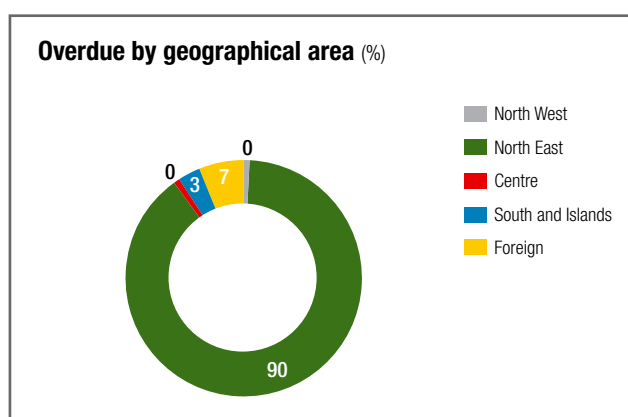 Overdue by geographical area (%)
0
0
7
3
90
North West
North East
Centre
South and Islands
Foreign